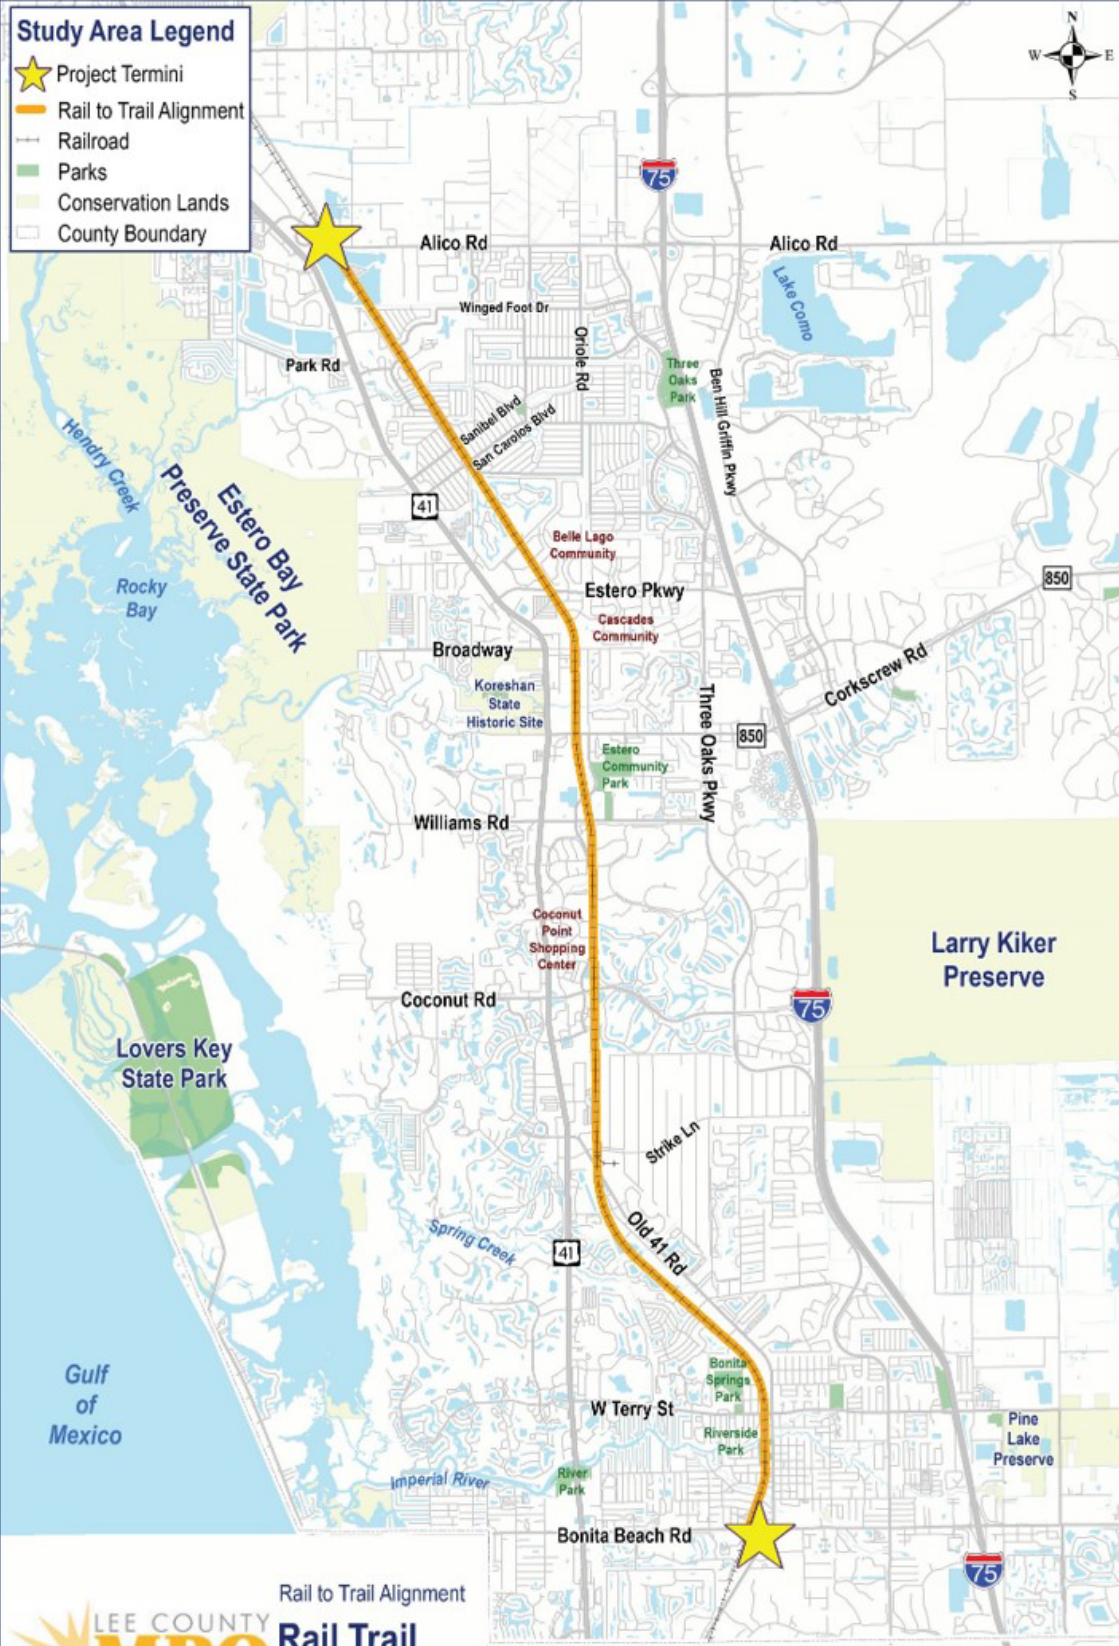 Study Area Legend
Project Termini
Rail to Trail Alignment
Railroad
Parks
Conservation Lands
County Boundary
N
W
E
S
75
Alico Rd
Alico Rd
Lake Como
Winged Foot Dr
Oriole Rd
Park Rd
Three
Oaks
Park
Ben Hill Griffin Pkwy
Sanibel Blvd
San Carolos Blvd
Hendry Creek
Estero Bay
Preserve State Park
41
Belle Lago
Community
Rocky
Bay
Estero Pkwy
850
Cascades
Community
Broadway
Corkscrew Rd
Koreshan
State
Historic Site
Three Oaks Pkwy
850
Estero
Community
Park
Williams Rd
Coconut
Point
Shopping
Center
Larry Kiker
Preserve
Coconut Rd
75
Lovers Key
State Park
Strike Ln
Spring Creek
Old 41 Rd
41
Gulf
of
Mexico
Bonita
Springs
Park
W Terry St
Riverside
Park
Pine
Lake
Preserve
Imperial River
River
Park
Bonita Beach Rd
75
Rail to Trail Alignment
LEE COUNTY
MPO
Rail Trail